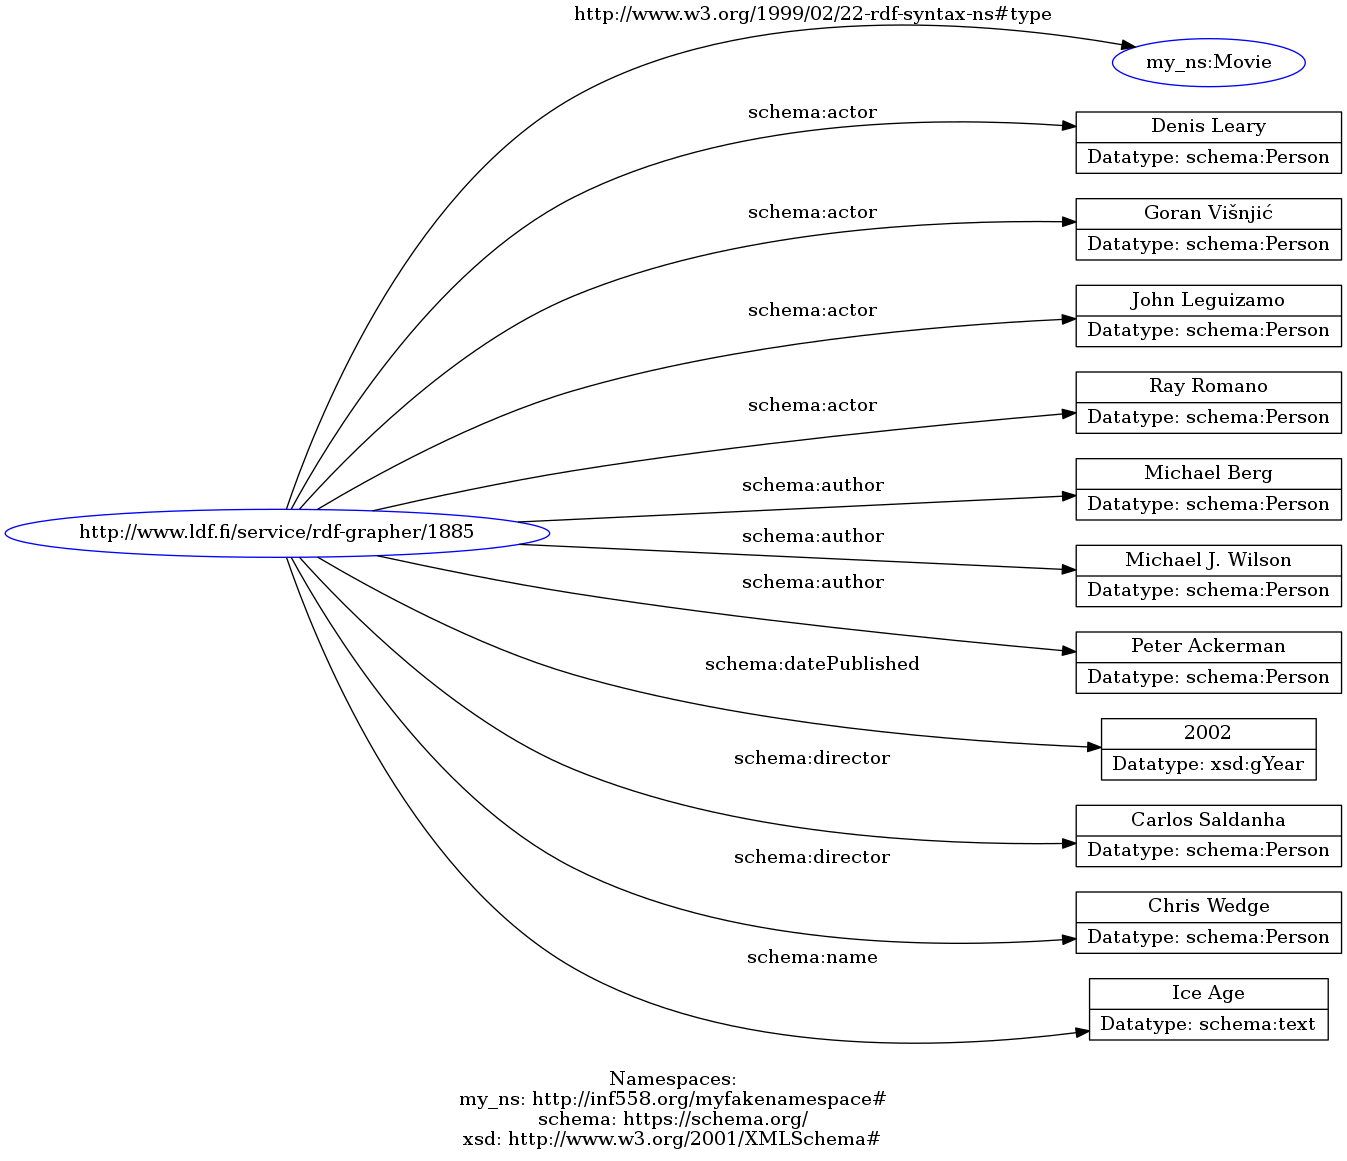 http://www.w3.org/1999/02/22-rdf-syntax-ns#type
my_ns:Movie
schema:actor
Denis Leary
Datatype: schema:Person
schema:actor
Goran Višnjić
Datatype: schema:Person
schema:actor
John Leguizamo
Datatype: schema:Person
schema:actor
Ray Romano
Datatype: schema:Person
schema:author
Michael Berg
Datatype: schema:Person
http://www.ldf.fi/service/rdf-grapher/1885
schema:author
Michael J. Wilson
Datatype: schema:Person
schema:author
Peter Ackerman
Datatype: schema:Person
schema:datePublished
2002
Datatype: xsd:gYear
schema:director
Carlos Saldanha
Datatype: schema:Person
schema:director
Chris Wedge
Datatype: schema:Person
schema:name
Ice Age
Datatype: schema:text
Namespaces:
my_ns: http://inf558.org/myfakenamespace#
schema: https://schema.org/
xsd: http://www.w3.org/2001/XMLSchema#